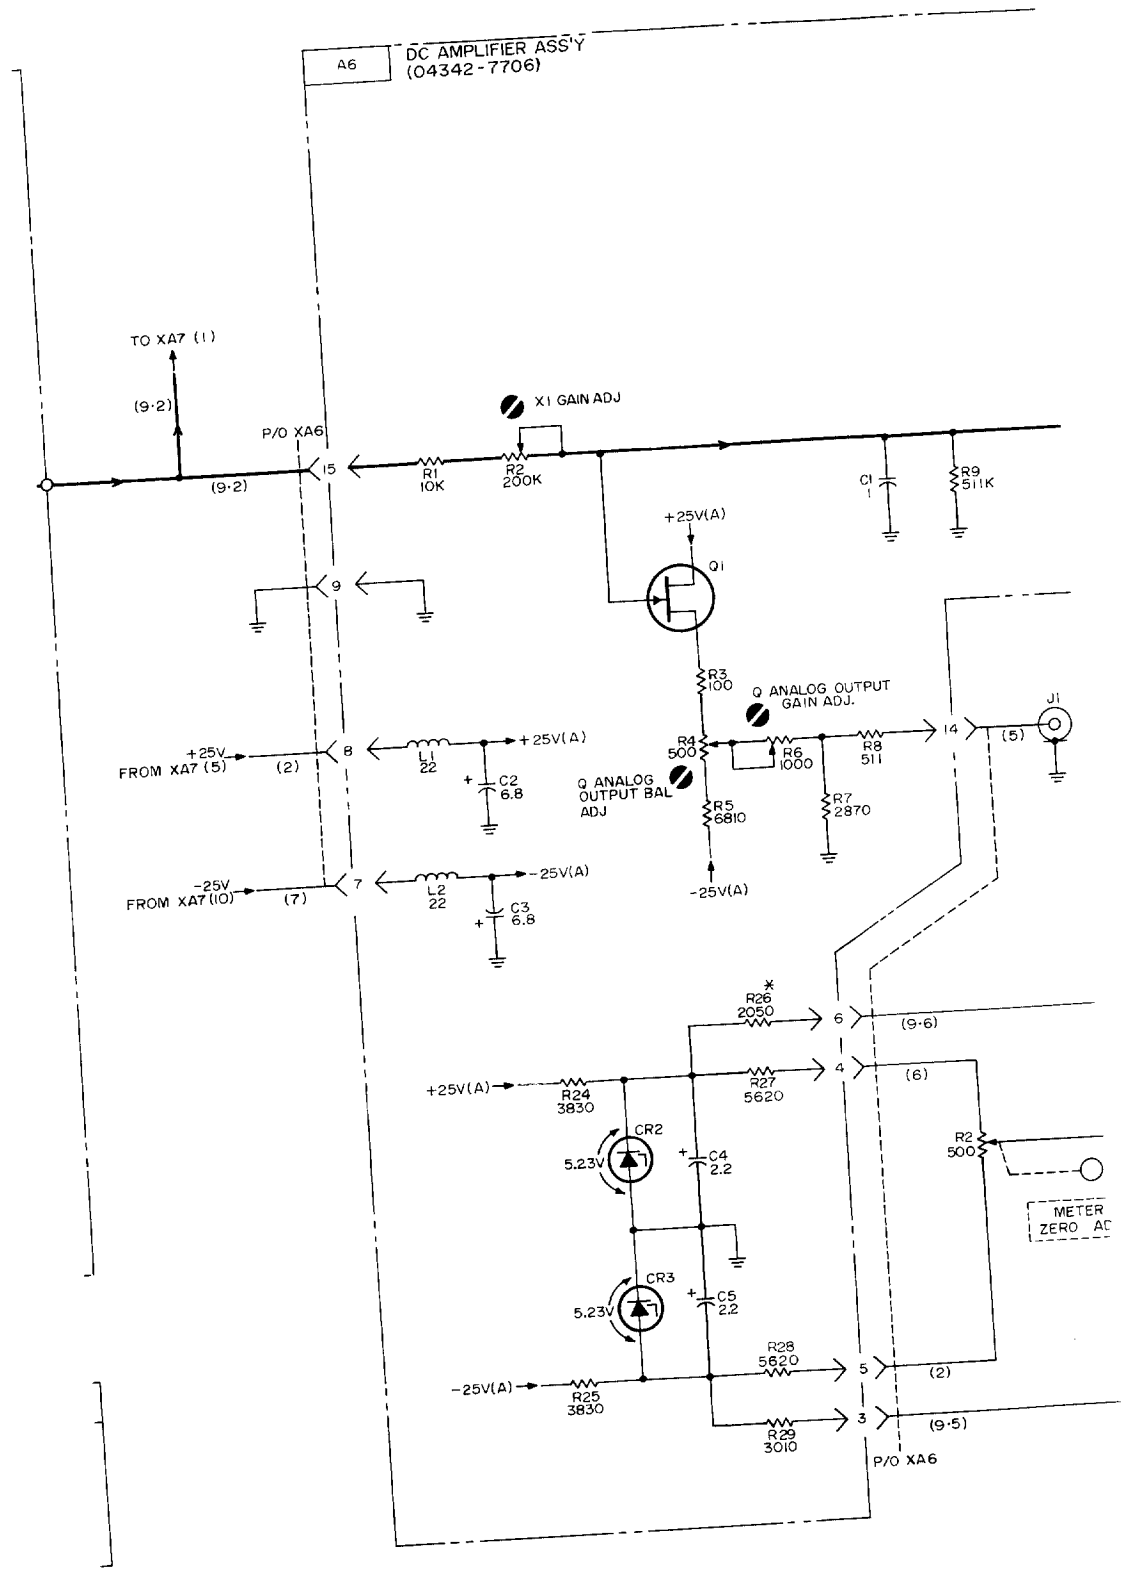 A6
DC AMPLIFIER ASS'Y
(04342-7706)
TO XA7 (1)
(9·2)
P/O XA6
X1 GAIN ADJ
15
(9·2)
R1
10K
R2
200K
C1
1
R9
511K
+25V(A)
Q1
9
R3
100
Q ANALOG OUTPUT
GAIN ADJ.
J1
R4
500
R6
1000
R8
511
14
(5)
+25V
FROM XA7 (5)
(2)
8
L1
22
+25V(A)
+
C2
6.8
Q ANALOG
OUTPUT BAL
ADJ
R5
6810
R7
2870
-25V(A)
-25V
FROM XA7(10)
(7)
7
L2
22
-25V(A)
+
C3
6.8
*
R26
2050
6
(9·6)
+25V(A)
R24
3830
R27
5620
4
(6)
CR2
5.23V
+
C4
2.2
R2
500
METER
ZERO
CR3
5.23V
+
C5
2.2
-25V(A)
R25
3830
R28
5620
5
(2)
R29
3010
3
(9·5)
P/O XA6